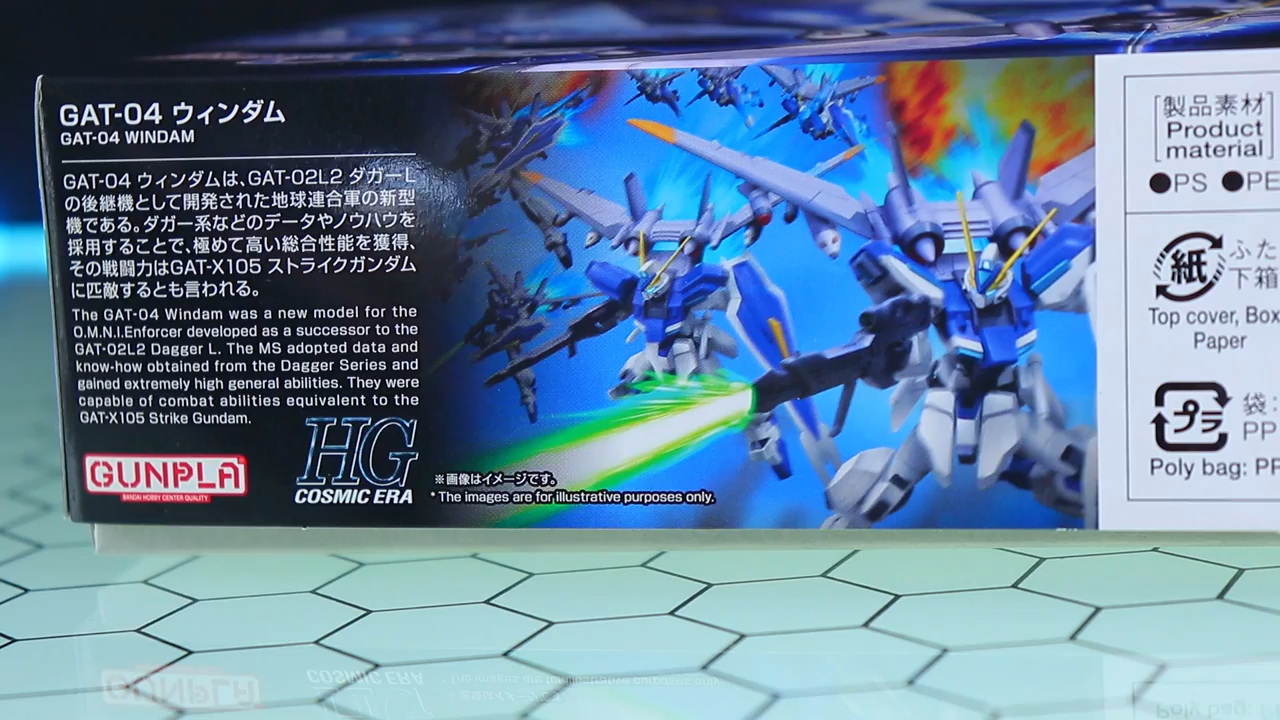 GAT-04 ウィンダム
GAT-04 WINDAM
GAT-04 ウィンダムは、GAT-02L2 ダガーL
の後継機として開発された地球連合軍の新型
機である。ダガー系などのデータやノウハウを
採用することで、極めて高い総合性能を獲得、
その戦闘力はGAT-X105 ストライクガンダム
に匹敵するとも言われる。
The GAT-04 Windam was a new model for the
O.M.N.I.Enforcer developed as a successor to the
GAT-02L2 Dagger L. The MS adopted data and
know-how obtained from the Dagger Series and
gained extremely high general abilities. They were
capable of combat abilities equivalent to the
GAT-X105 Strike Gundam.
GUNPLA
BANDAI HOBBY CENTER QUALITY
HG
COSMIC ERA
※画像はイメージです。
*The images are for illustrative purposes only.
[製品素材]
Product
material
●PS ●PE
紙
ふた
下箱
Top cover, Box
Paper
プラ
袋:
PP
Poly bag: PP